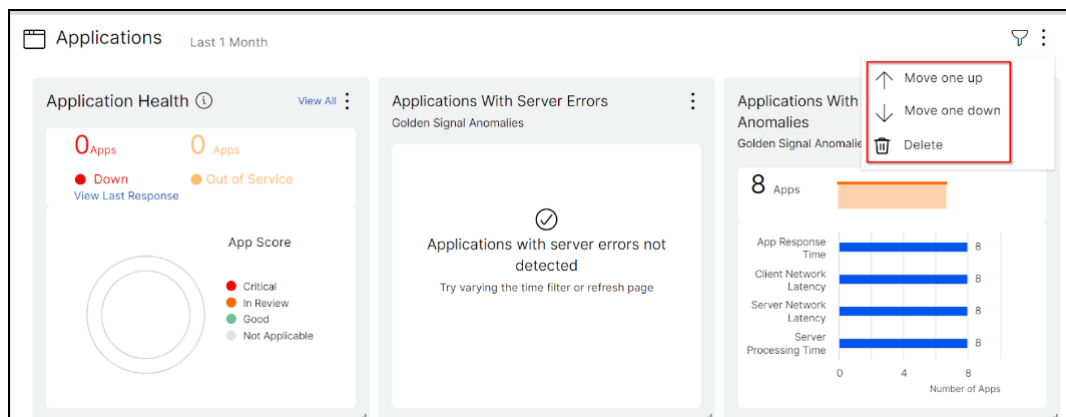 Applications
Last 1 Month
Move one up
Move one down
Delete
Application Health
View All
0 Apps
Down
View Last Response
0 Apps
Out of Service
App Score
Critical
In Review
Good
Not Applicable
Applications With Server Errors
Golden Signal Anomalies
Applications with server errors not
detected
Try varying the time filter or refresh page
Applications With
Anomalies
Golden Signal Anomalie
8 Apps
App Response
Time
8
Client Network
Latency
8
Server Network
Latency
8
Server
Processing Time
8
0 4 8
Number of Apps